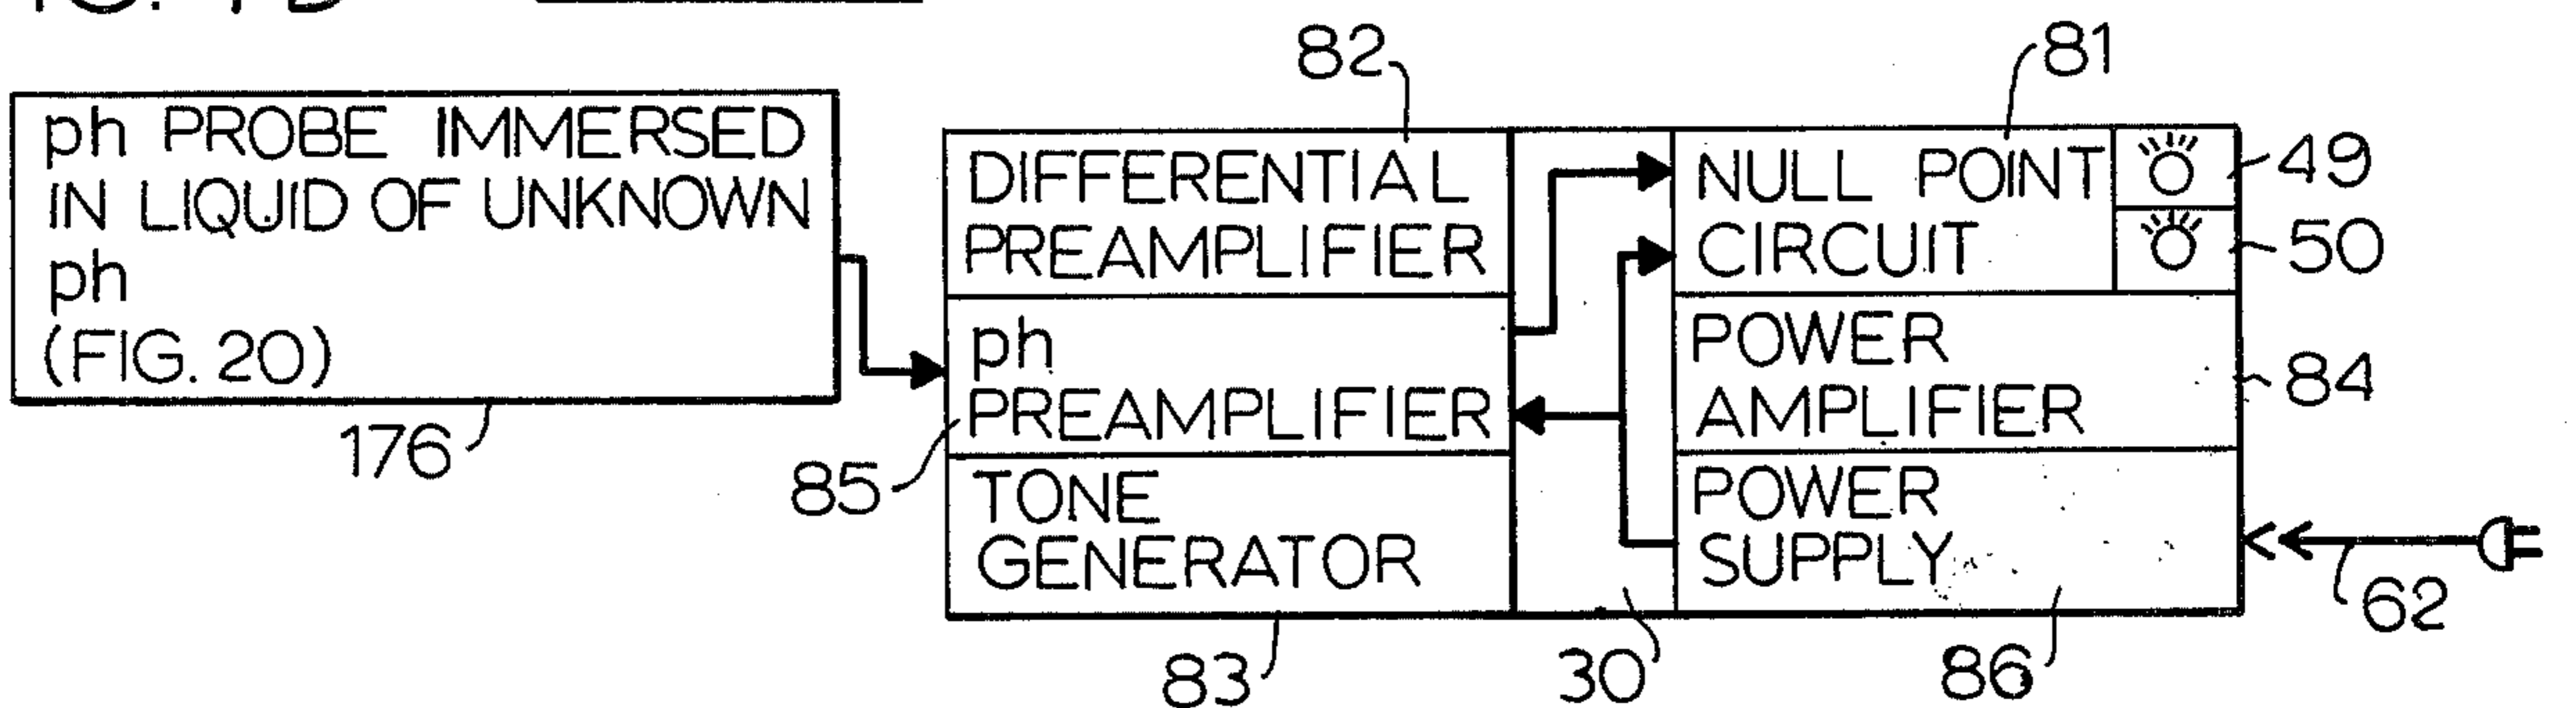 82
81
ph PROBE IMMERSED
IN LIQUID OF UNKNOWN
ph
(FIG. 20)
176
DIFFERENTIAL
PREAMPLIFIER
ph
PREAMPLIFIER
85
TONE
GENERATOR
83
30
NULL POINT
CIRCUIT
49
50
POWER
AMPLIFIER
84
POWER
SUPPLY
86
62